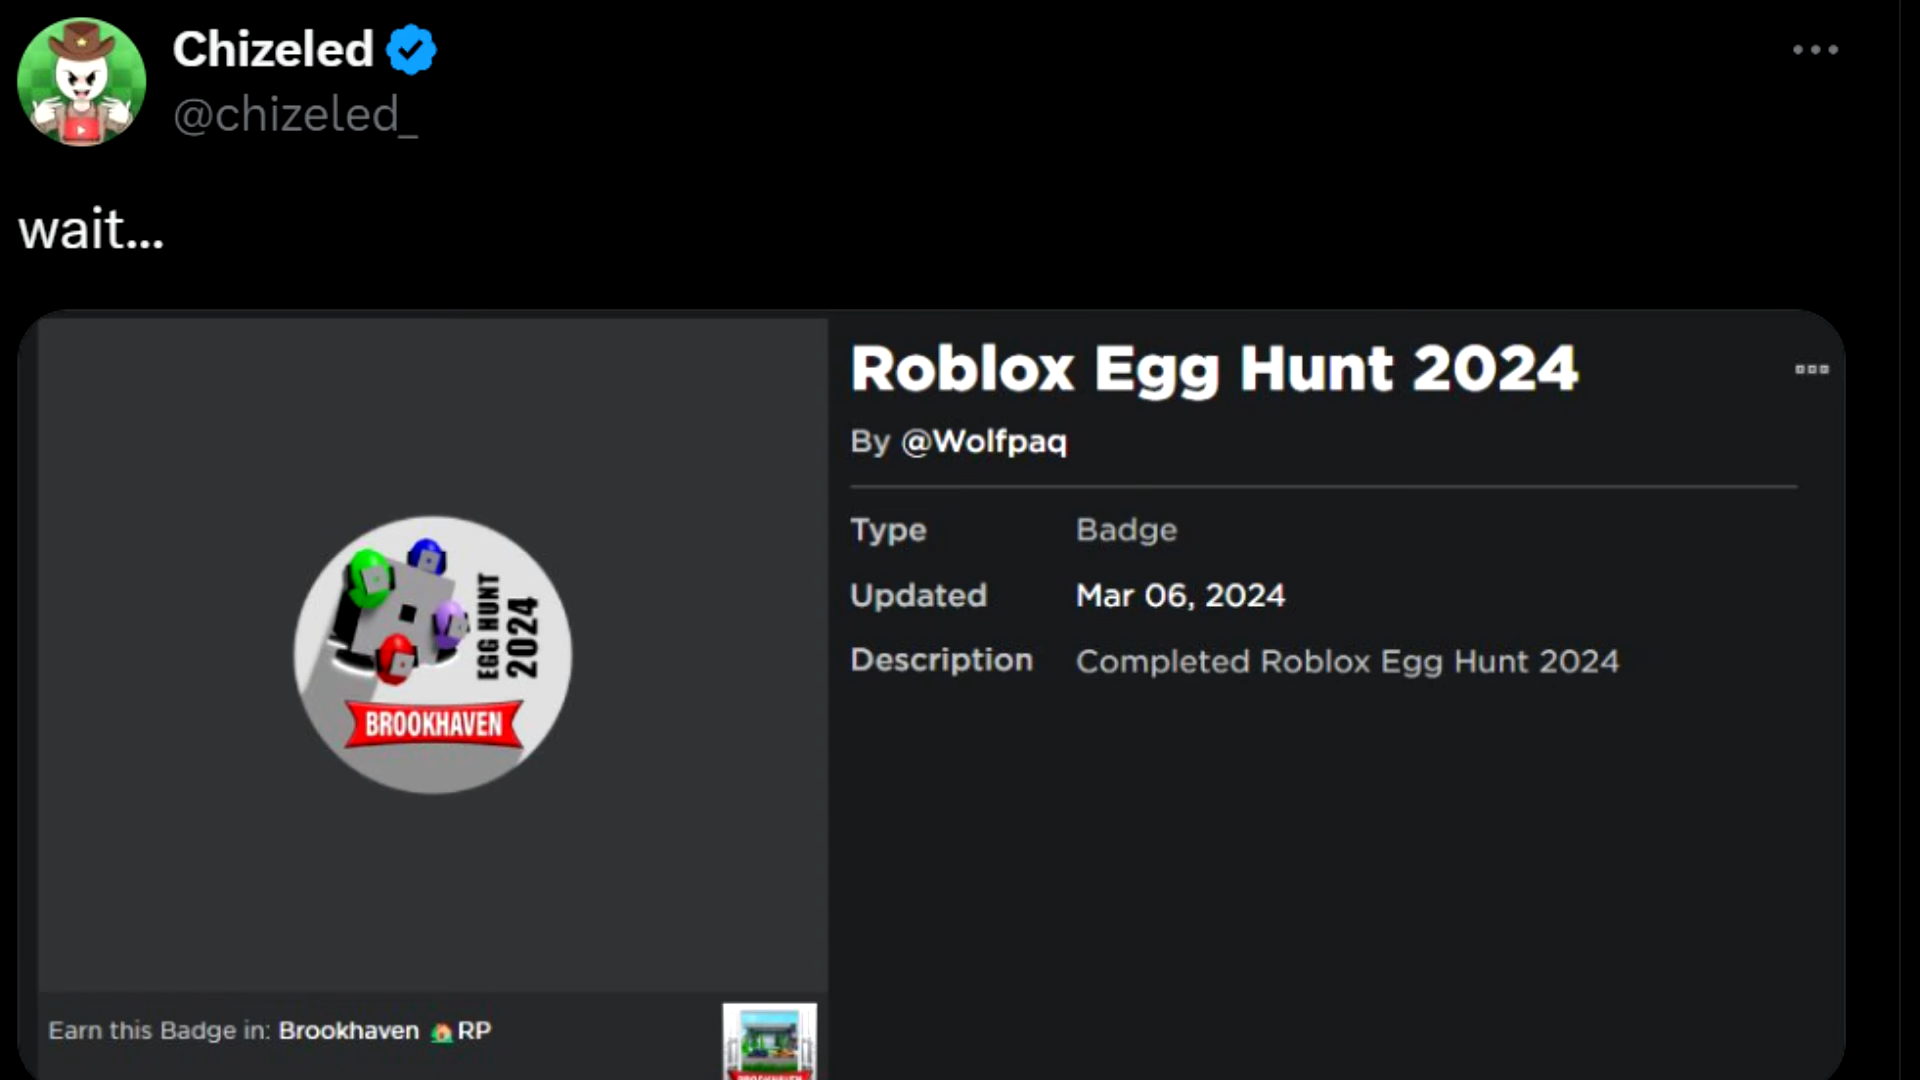 Chizeled
@chizeled_
wait...
Roblox Egg Hunt 2024
By @Wolfpaq
Type Badge
Updated Mar 06, 2024
Description Completed Roblox Egg Hunt 2024
EGG HUNT
2024
BROOKHAVEN
Earn this Badge in: Brookhaven 🏡RP
BROOKHAVEN